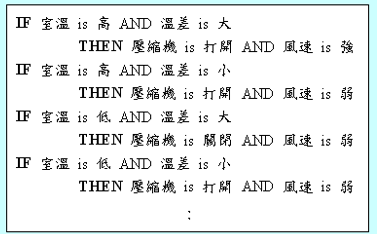 IF 室溫 is 高 AND 溫差 is 大
THEN 壓縮機 is 打開 AND 風速 is 強
IF 室溫 is 高 AND 溫差 is 小
THEN 壓縮機 is 打開 AND 風速 is 弱
IF 室溫 is 低 AND 溫差 is 大
THEN 壓縮機 is 關閉 AND 風速 is 弱
IF 室溫 is 低 AND 溫差 is 小
THEN 壓縮機 is 打開 AND 風速 is 弱
: